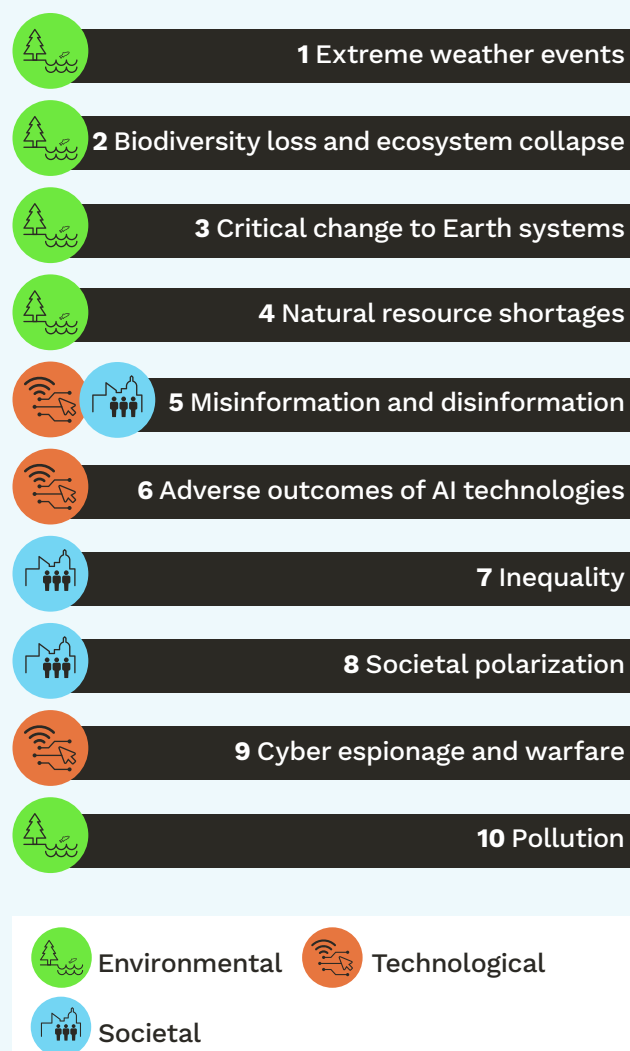 1 Extreme weather events
2 Biodiversity loss and ecosystem collapse
3 Critical change to Earth systems
4 Natural resource shortages
5 Misinformation and disinformation
6 Adverse outcomes of AI technologies
7 Inequality
8 Societal polarization
9 Cyber espionage and warfare
10 Pollution
Environmental Technological
Societal